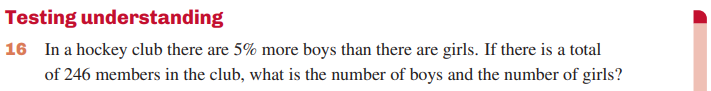 Testing understanding
16 In a hockey club there are 5% more boys than there are girls. If there is a total
of 246 members in the club, what is the number of boys and the number of girls?